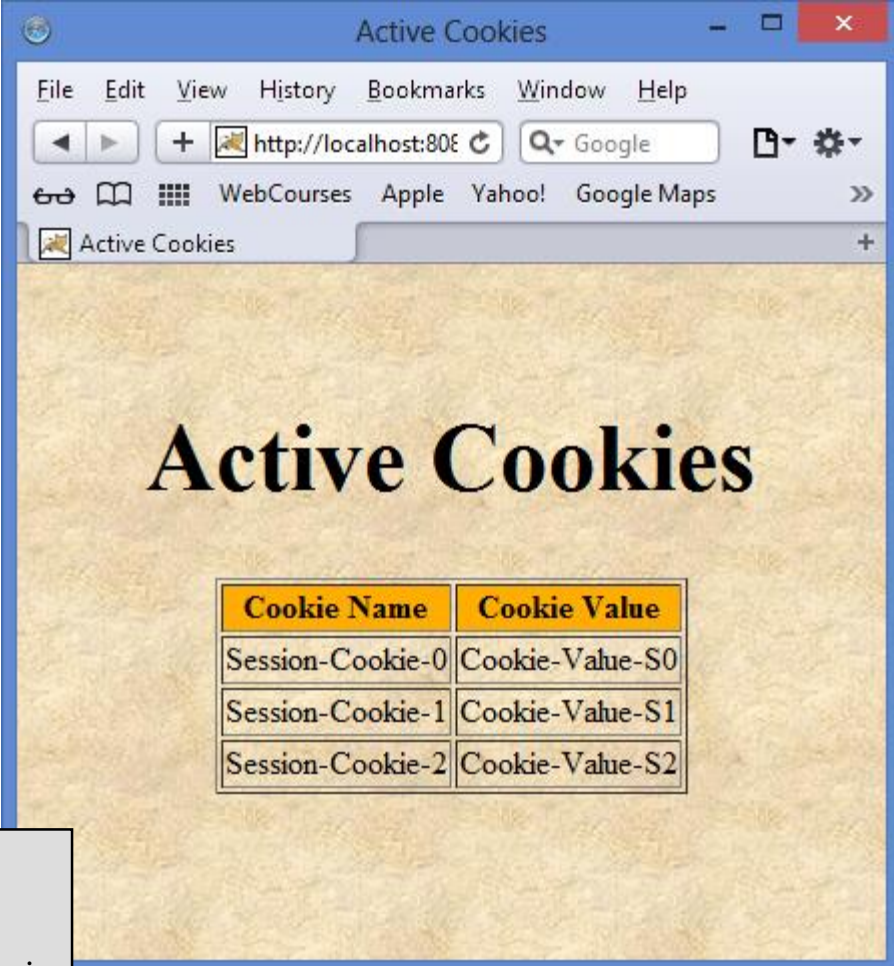 Active Cookies
File Edit View History Bookmarks Window Help
http://localhost:808 Google
WebCourses Apple Yahoo! Google Maps
Active Cookies
Active Cookies
Cookie Name Cookie Value
Session-Cookie-0 Cookie-Value-S0
Session-Cookie-1 Cookie-Value-S1
Session-Cookie-2 Cookie-Value-S2